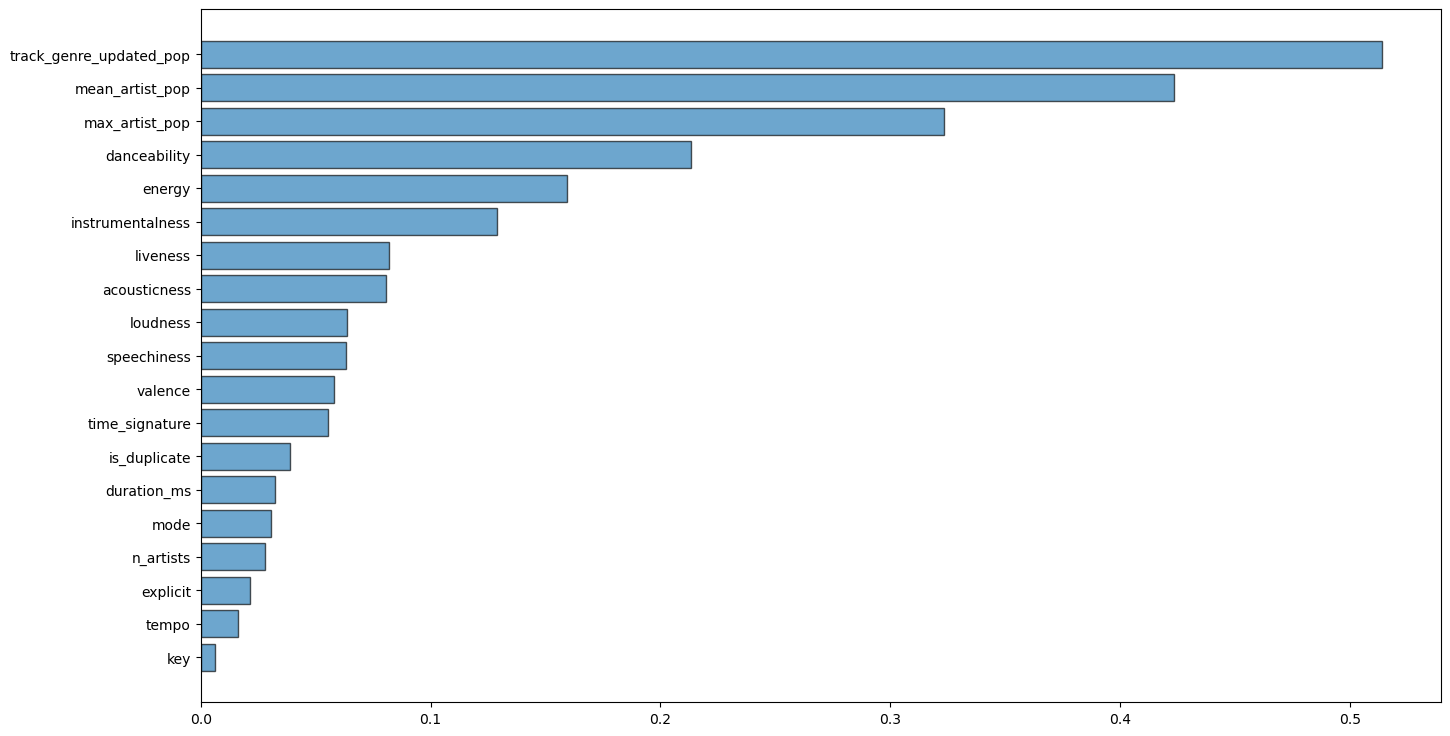 track_genre_updated_pop
mean_artist_pop
max_artist_pop
danceability
energy
instrumentalness
liveness
acousticness
loudness
speechiness
valence
time_signature
is_duplicate
duration_ms
mode
n_artists
explicit
tempo
key
0.0 0.1 0.2 0.3 0.4 0.5